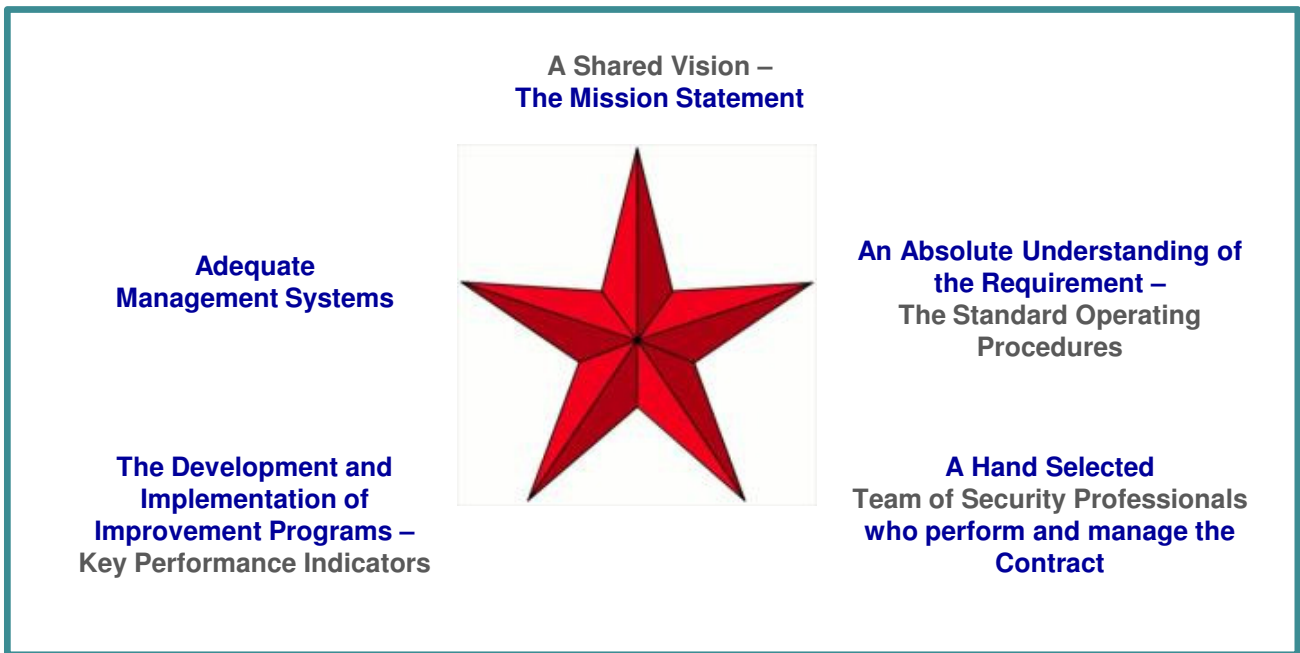 A Shared Vision –
The Mission Statement
Adequate
Management Systems
An Absolute Understanding of
the Requirement –
The Standard Operating
Procedures
The Development and
Implementation of
Improvement Programs –
Key Performance Indicators
A Hand Selected
Team of Security Professionals
who perform and manage the
Contract